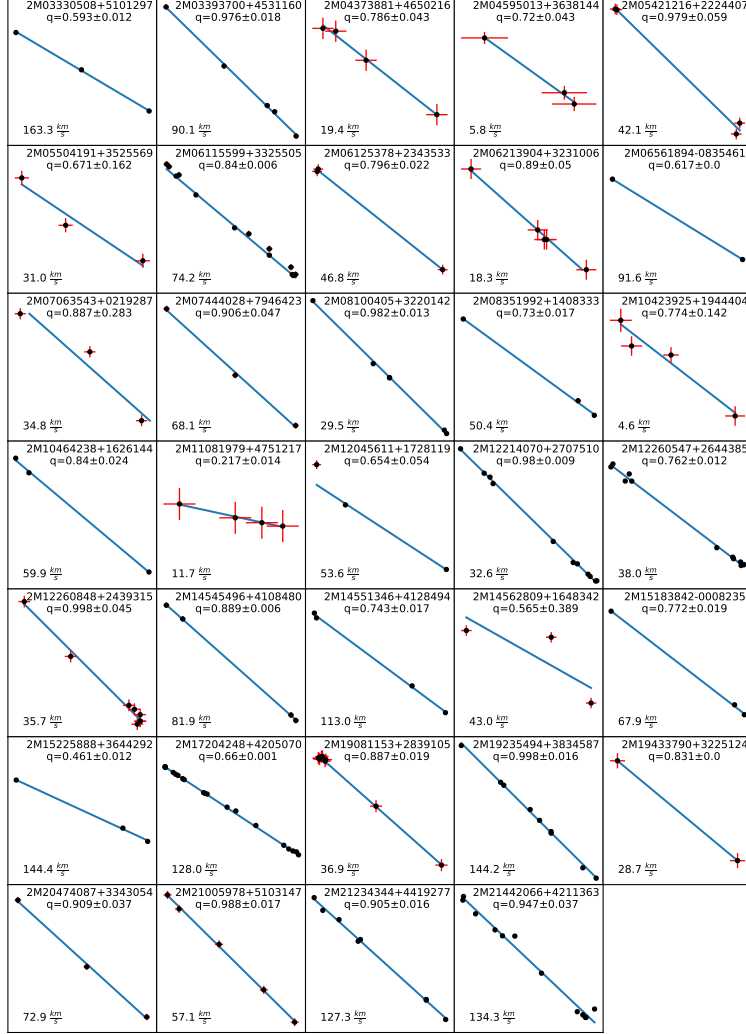 2M03330508+5101297
q=0.593±0.012
163.3 km/s
2M03393700+4531160
q=0.976±0.018
90.1 km/s
2M04373881+4650216
q=0.786±0.043
19.4 km/s
2M04595013+3638144
q=0.72±0.043
5.8 km/s
2M05421216+2224407
q=0.979±0.059
42.1 km/s
2M05504191+3525569
q=0.671±0.162
31.0 km/s
2M06115599+3325505
q=0.84±0.006
74.2 km/s
2M06125378+2343533
q=0.796±0.022
46.8 km/s
2M06213904+3231006
q=0.89±0.05
18.3 km/s
2M06561894-0835461
q=0.617±0.0
91.6 km/s
2M07063543+0219287
q=0.887±0.283
34.8 km/s
2M07444028+7946423
q=0.906±0.047
68.1 km/s
2M08100405+3220142
q=0.982±0.013
29.5 km/s
2M08351992+1408333
q=0.73±0.017
50.4 km/s
2M10423925+1944404
q=0.774±0.142
4.6 km/s
2M10464238+1626144
q=0.84±0.024
59.9 km/s
2M11081979+4751217
q=0.217±0.014
11.7 km/s
2M12045611+1728119
q=0.654±0.054
53.6 km/s
2M12214070+2707510
q=0.98±0.009
32.6 km/s
2M12260547+2644385
q=0.762±0.012
38.0 km/s
2M12260848+2439315
q=0.998±0.045
35.7 km/s
2M14545496+4108480
q=0.889±0.006
81.9 km/s
2M14551346+4128494
q=0.743±0.017
113.0 km/s
2M14562809+1648342
q=0.565±0.389
43.0 km/s
2M15183842-0008235
q=0.772±0.019
67.9 km/s
2M15225888+3644292
q=0.461±0.012
144.4 km/s
2M17204248+4205070
q=0.66±0.001
128.0 km/s
2M19081153+2839105
q=0.887±0.019
36.9 km/s
2M19235494+3834587
q=0.998±0.016
144.2 km/s
2M19433790+3225124
q=0.831±0.0
28.7 km/s
2M20474087+3343054
q=0.909±0.037
72.9 km/s
2M21005978+5103147
q=0.988±0.017
57.1 km/s
2M21234344+4419277
q=0.905±0.016
127.3 km/s
2M21442066+4211363
q=0.947±0.037
134.3 km/s